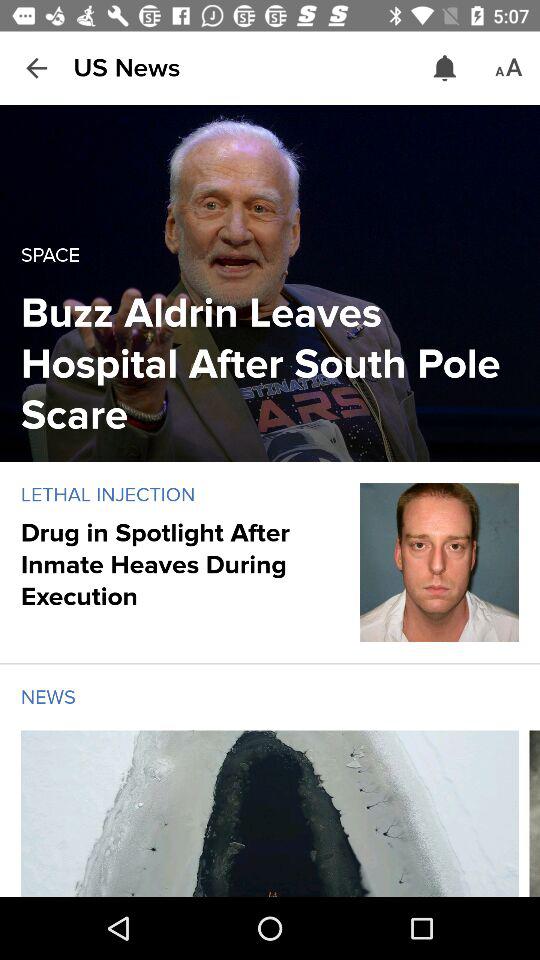 5:07
US News
AA
SPACE
Buzz Aldrin Leaves
Hospital After South Pole
Scare
LETHAL INJECTION
Drug in Spotlight After
Inmate Heaves During
Execution
NEWS